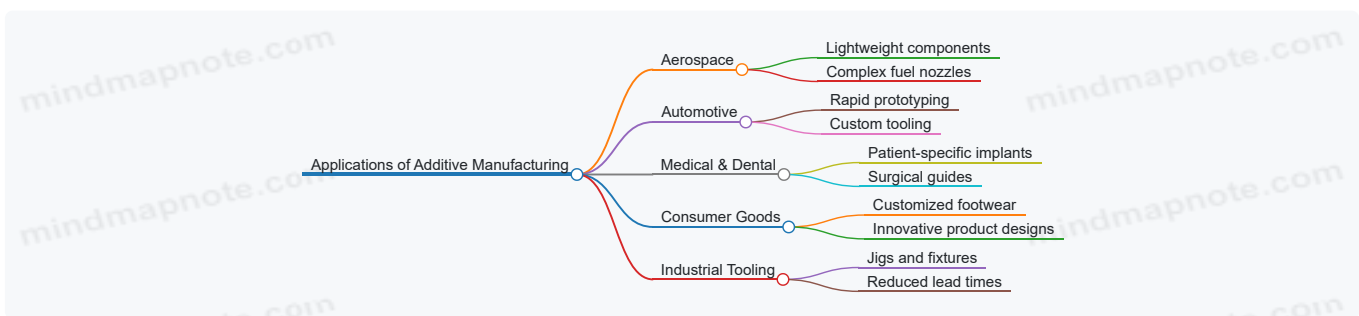 mindmapnote.com
mindmapnote.com
Applications of Additive Manufacturing
Aerospace
Lightweight components
Complex fuel nozzles
Automotive
Rapid prototyping
Custom tooling
Medical & Dental
Patient-specific implants
Surgical guides
Consumer Goods
Customized footwear
Innovative product designs
Industrial Tooling
Jigs and fixtures
Reduced lead times
mindmapnote.com
mindmapnote.com
mindmapnote.com
mindmapnote.com